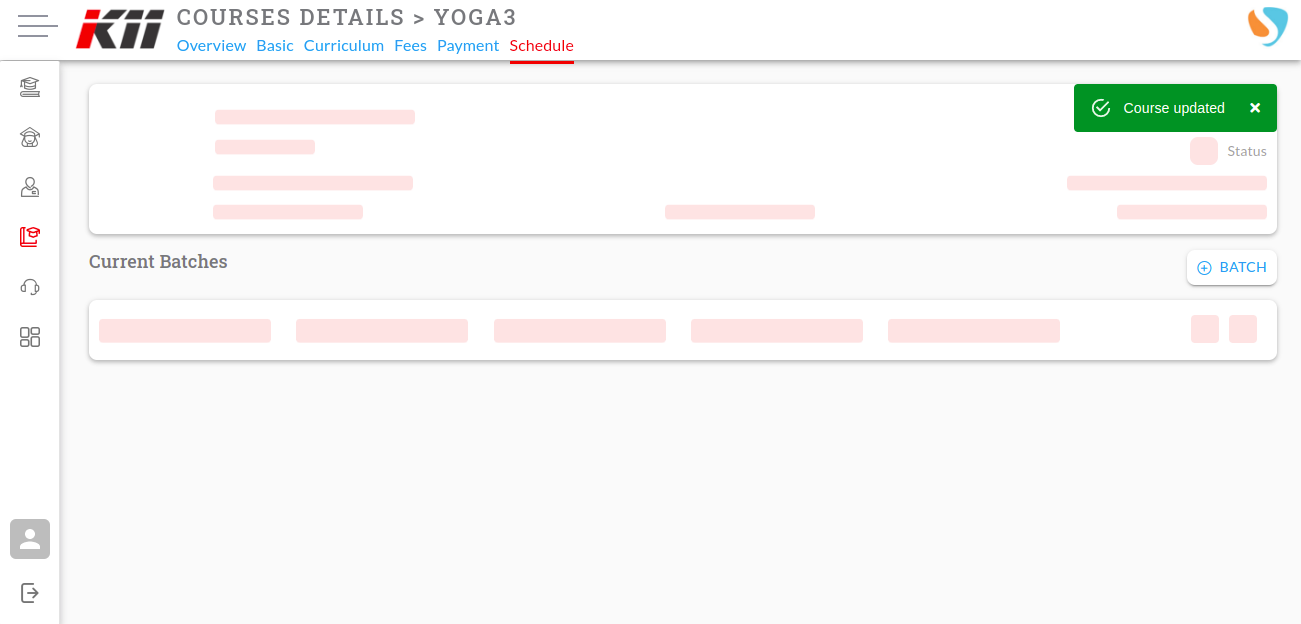 KII
COURSES DETAILS > YOGA3
Overview Basic Curriculum Fees Payment Schedule
Course updated
Status
Current Batches
BATCH